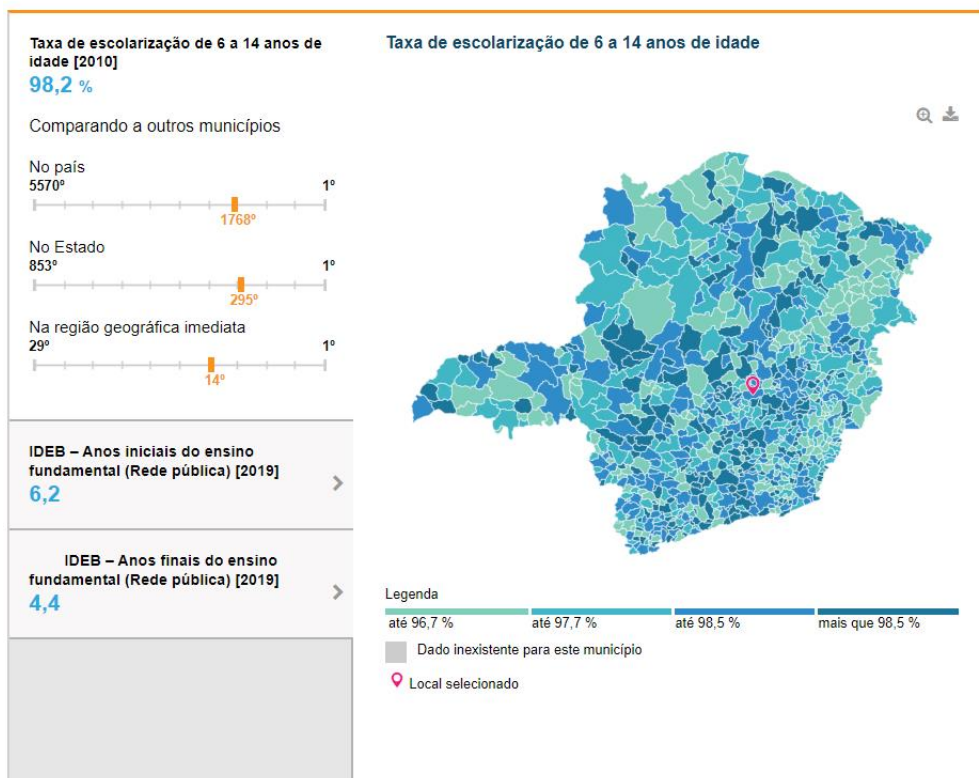 Taxa de escolarização de 6 a 14 anos de
idade [2010]
98,2 %
Comparando a outros municípios
No país
5570º 1º
1768º
No Estado
853º 1º
295º
Na região geográfica imediata
29º 1º
14º
IDEB – Anos iniciais do ensino
fundamental (Rede pública) [2019]
6,2
IDEB – Anos finais do ensino
fundamental (Rede pública) [2019]
4,4
Taxa de escolarização de 6 a 14 anos de idade
Legenda
até 96,7 % até 97,7 % até 98,5 % mais que 98,5 %
Dado inexistente para este município
Local selecionado